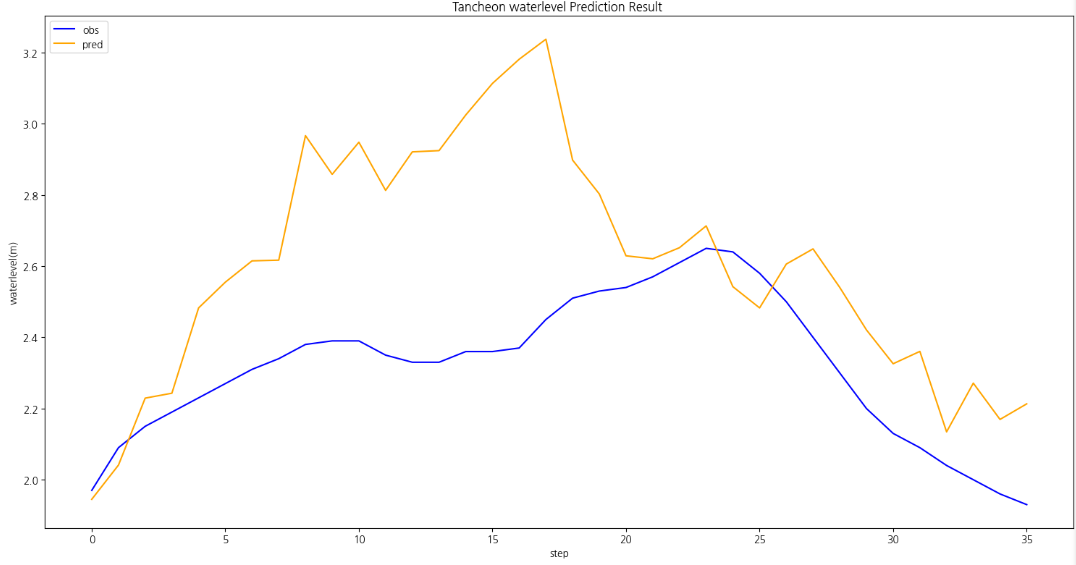 Tancheon waterlevel Prediction Result
obs
pred
3.2
3.0
2.8
2.6
2.4
2.2
2.0
waterlevel(m)
0 5 10 15 20 25 30 35
step